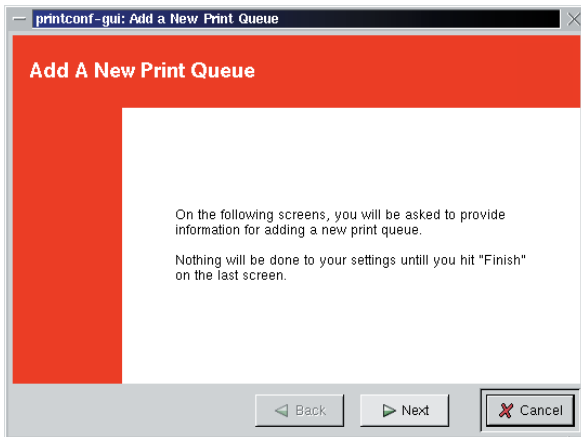 printconf-gui: Add a New Print Queue
Add A New Print Queue
On the following screens, you will be asked to provide
information for adding a new print queue.
Nothing will be done to your settings untill you hit "Finish"
on the last screen.
Back
Next
Cancel